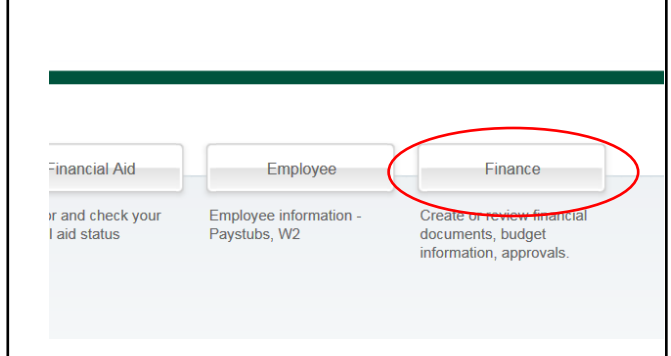 Financial Aid
Employee
Finance
or and check your
l aid status
Employee information -
Paystubs, W2
Create or review financial
documents, budget
information, approvals.